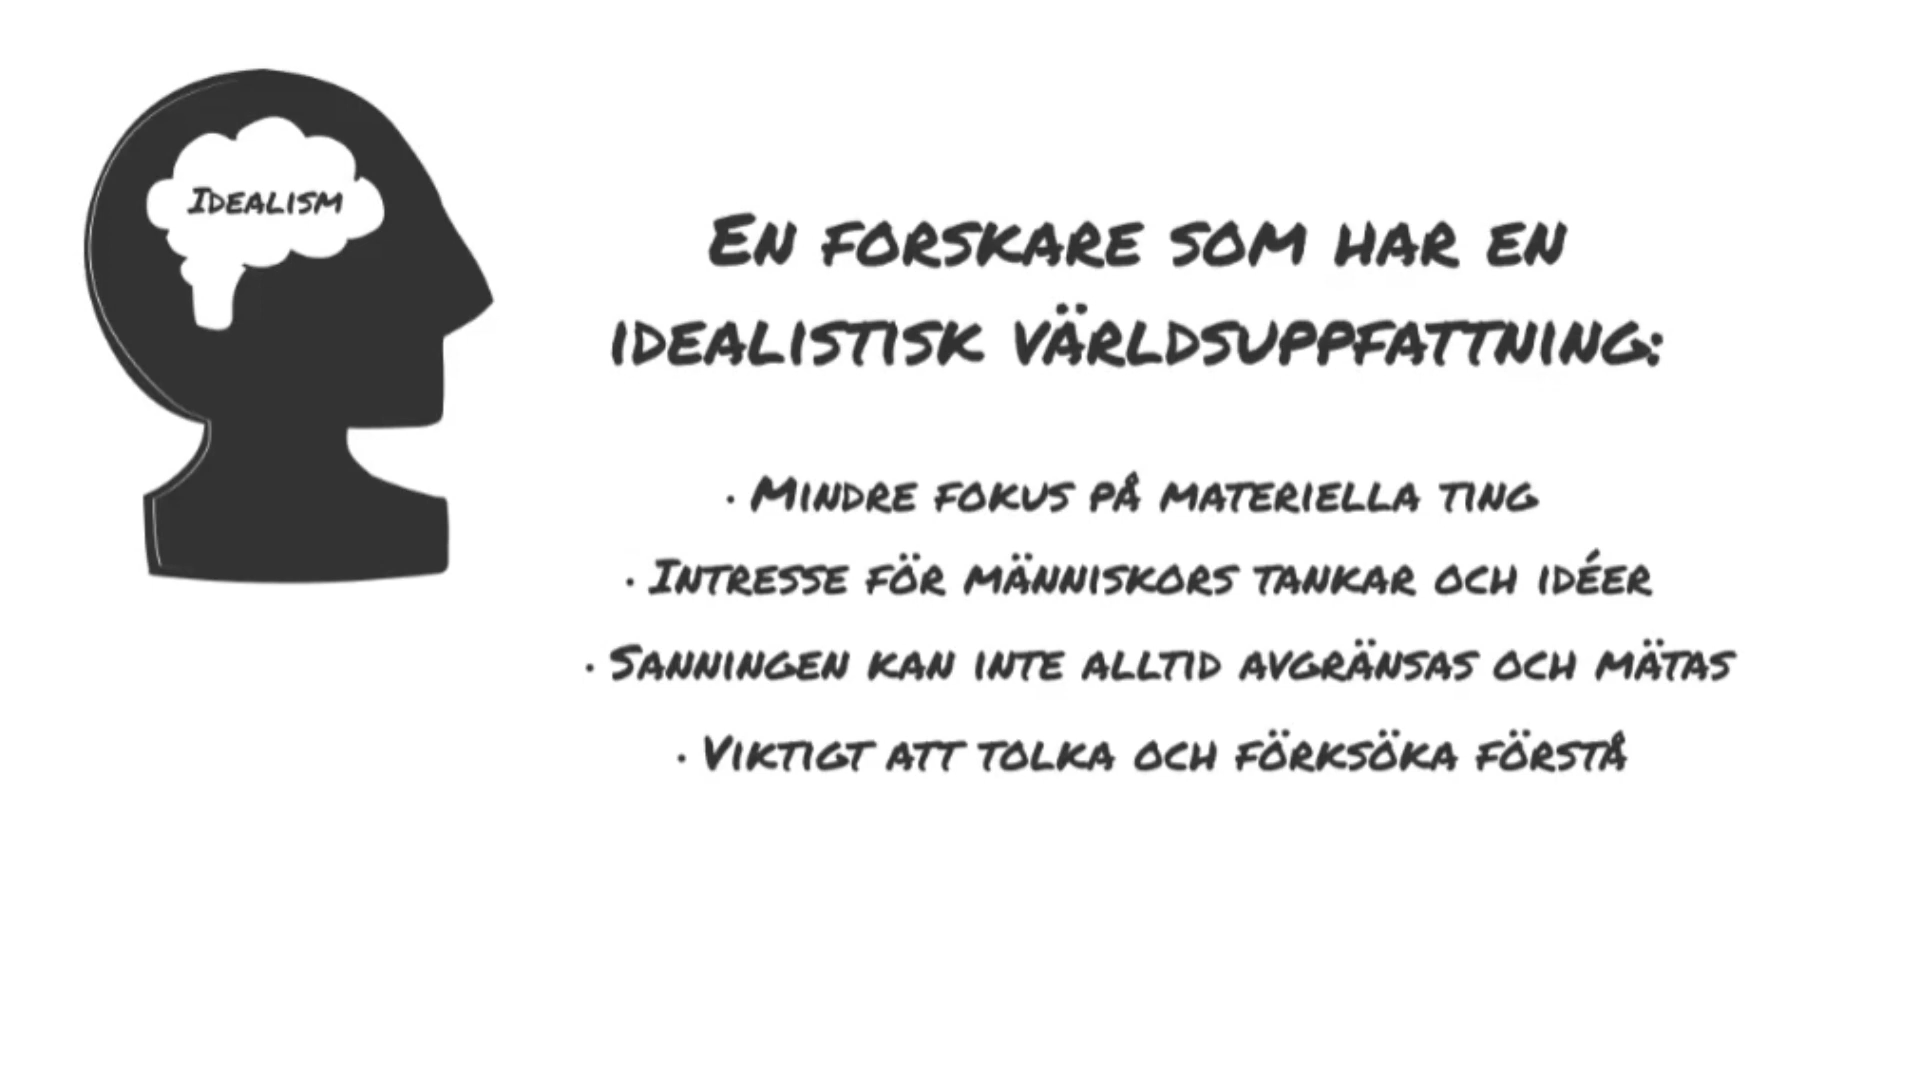 Idealism
En forskare som har en
idealistisk världsuppfattning:
· Mindre fokus på materiella ting
· Intresse för människors tankar och idéer
· Sanningen kan inte alltid avgränsas och mätas
· Viktigt att tolka och förksöka förstå